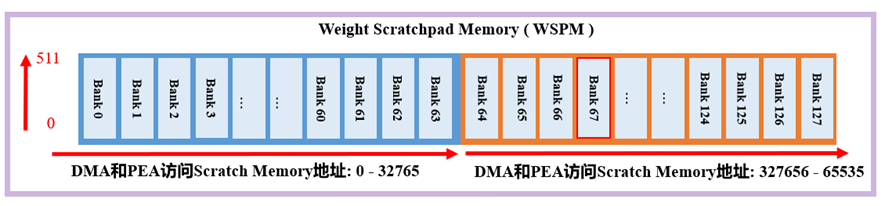 Weight Scratchpad Memory ( WSPM )
511
0
Bank 0
Bank 1
Bank 2
Bank 3
...
...
Bank 60
Bank 61
Bank 62
Bank 63
Bank 64
Bank 65
Bank 66
Bank 67
...
...
Bank 124
Bank 125
Bank 126
Bank 127
DMA和PEA访问Scratch Memory地址: 0 - 32765
DMA和PEA访问Scratch Memory地址: 327656 - 65535